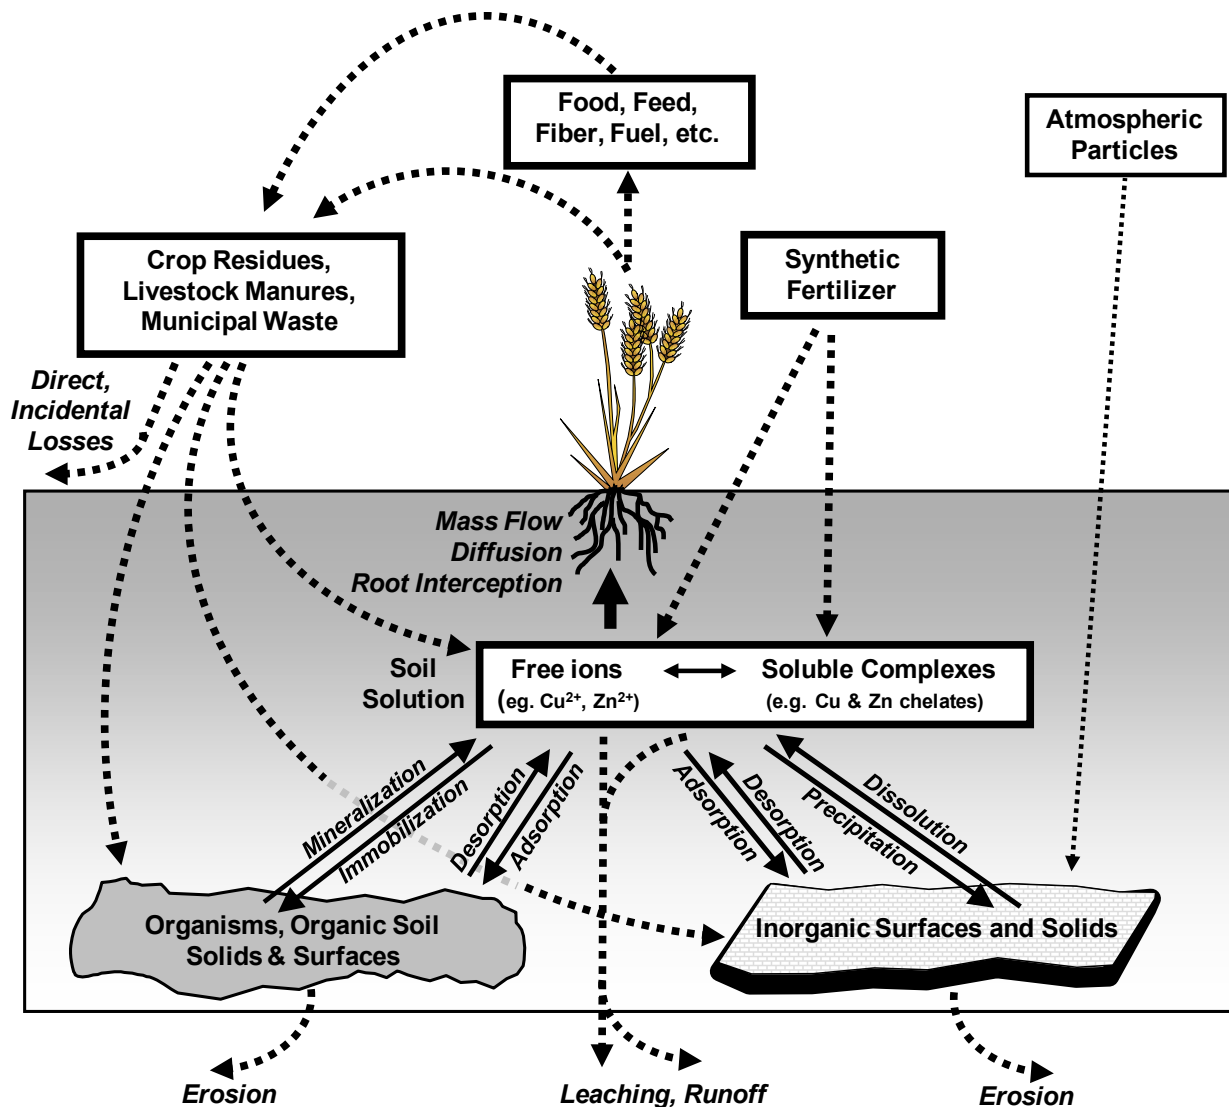 Food, Feed,
Fiber, Fuel, etc.
Atmospheric
Particles
Crop Residues,
Livestock Manures,
Municipal Waste
Synthetic
Fertilizer
Direct,
Incidental
Losses
Mass Flow
Diffusion
Root Interception
Soil
Solution
Free ions
(eg. Cu²⁺, Zn²⁺)
Soluble Complexes
(e.g. Cu & Zn chelates)
Mineralization
Immobilization
Desorption
Adsorption
Adsorption
Desorption
Precipitation
Dissolution
Organisms, Organic Soil
Solids & Surfaces
Inorganic Surfaces and Solids
Erosion
Leaching, Runoff
Erosion